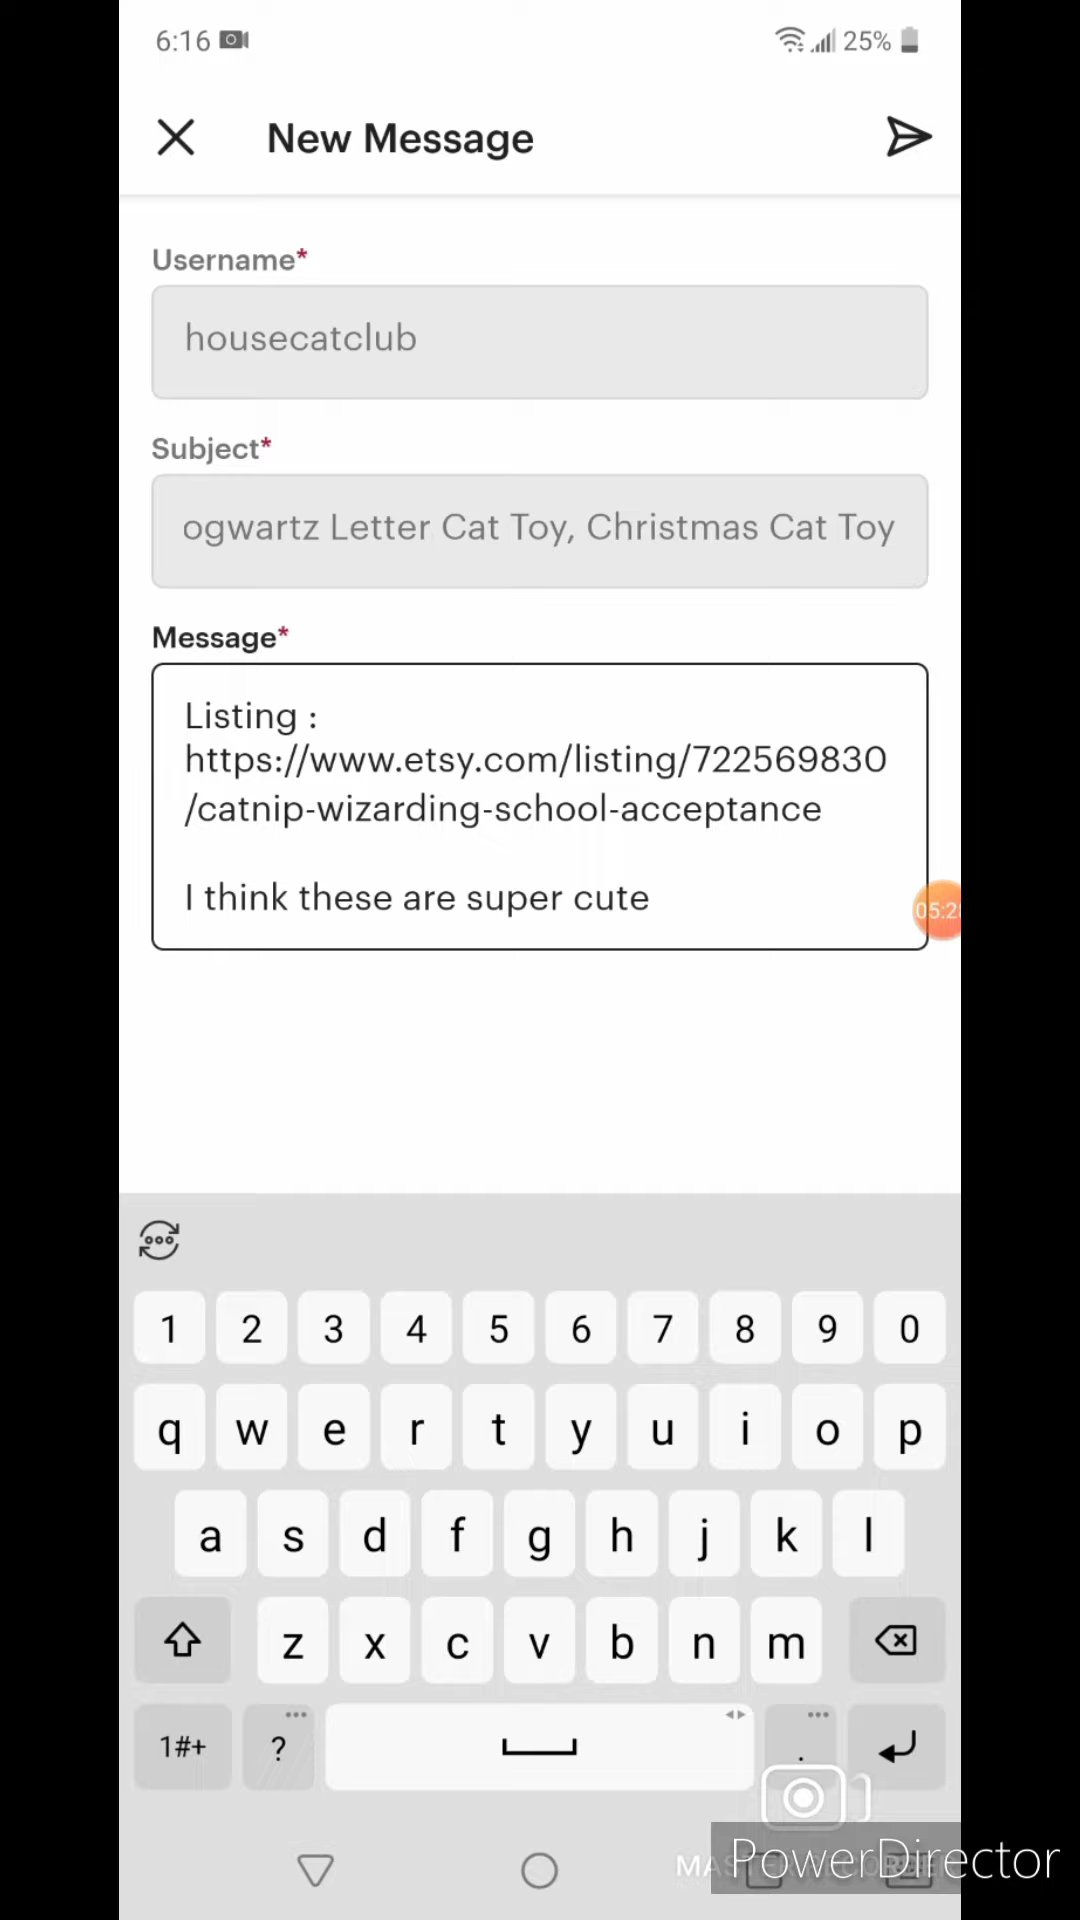 6:16 25%
New Message
Username*
housecatclub
Subject*
ogwartz Letter Cat Toy, Christmas Cat Toy
Message*
Listing :
https://www.etsy.com/listing/722569830
/catnip-wizarding-school-acceptance
I think these are super cute
05:2
1 2 3 4 5 6 7 8 9 0
q w e r t y u i o p
a s d f g h j k l
z x c v b n m
1#+ ? .
PowerDirector